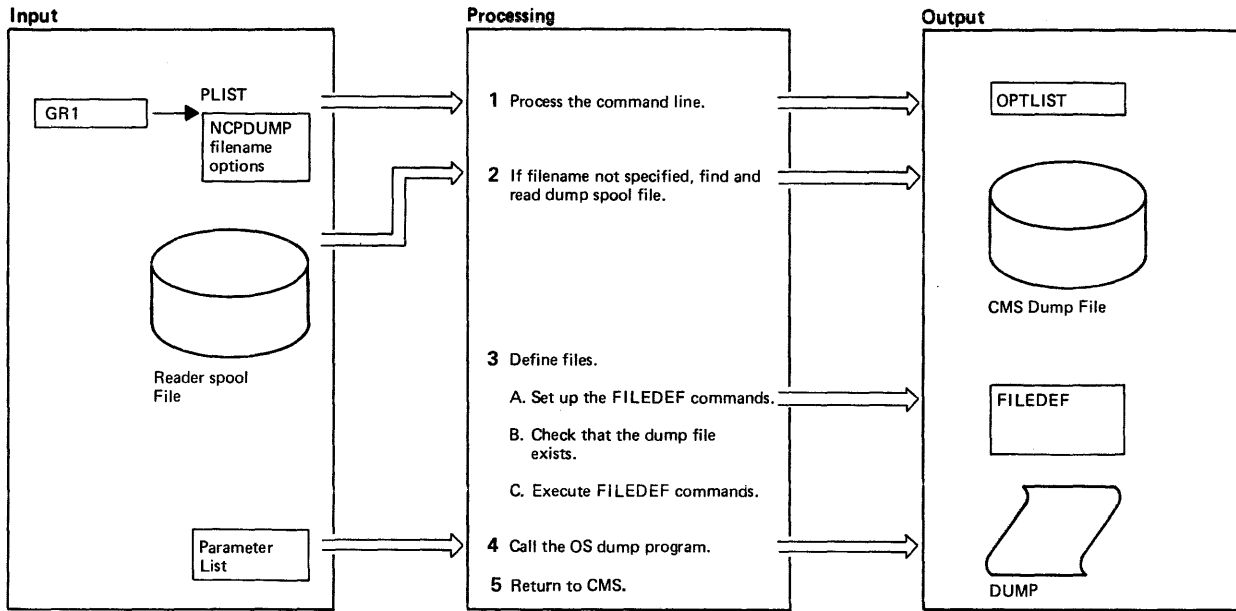 Input
GR1
PLIST
NCPDUMP
filename
options
Reader spool
File
Parameter
List
Processing
1 Process the command line.
2 If filename not specified, find and
read dump spool file.
3 Define files.
A. Set up the FILEDEF commands.
B. Check that the dump file
exists.
C. Execute FILEDEF commands.
4 Call the OS dump program.
5 Return to CMS.
Output
OPTLIST
CMS Dump File
FILEDEF
DUMP